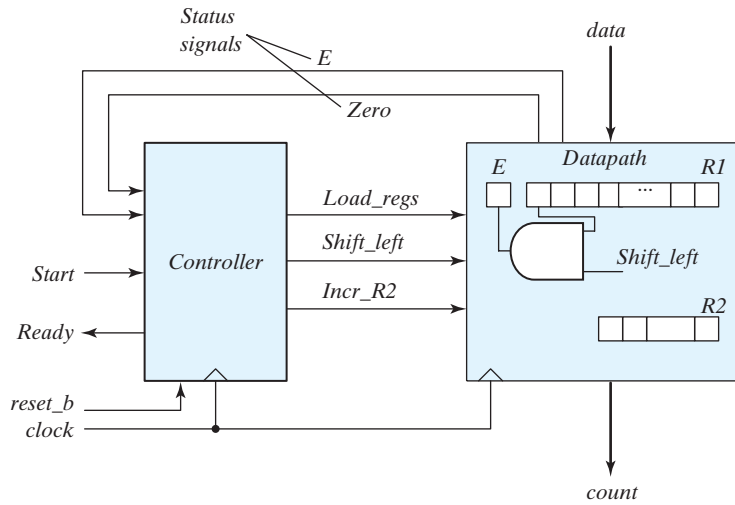 Status
signals
E
data
Zero
Datapath
E
R1
...
Load_regs
Shift_left
Shift_left
Controller
Start
Incr_R2
R2
Ready
reset_b
clock
count